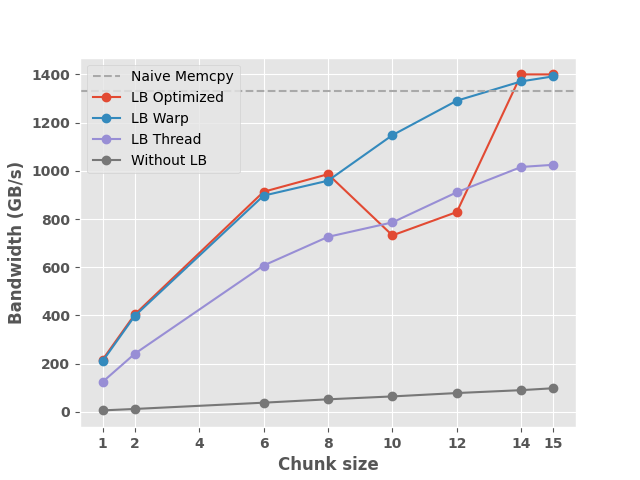 1400
1200
1000
800
600
400
200
0
Bandwidth (GB/s)
Naive Memcpy
LB Optimized
LB Warp
LB Thread
Without LB
1 2 4 6 8 10 12 14 15
Chunk size